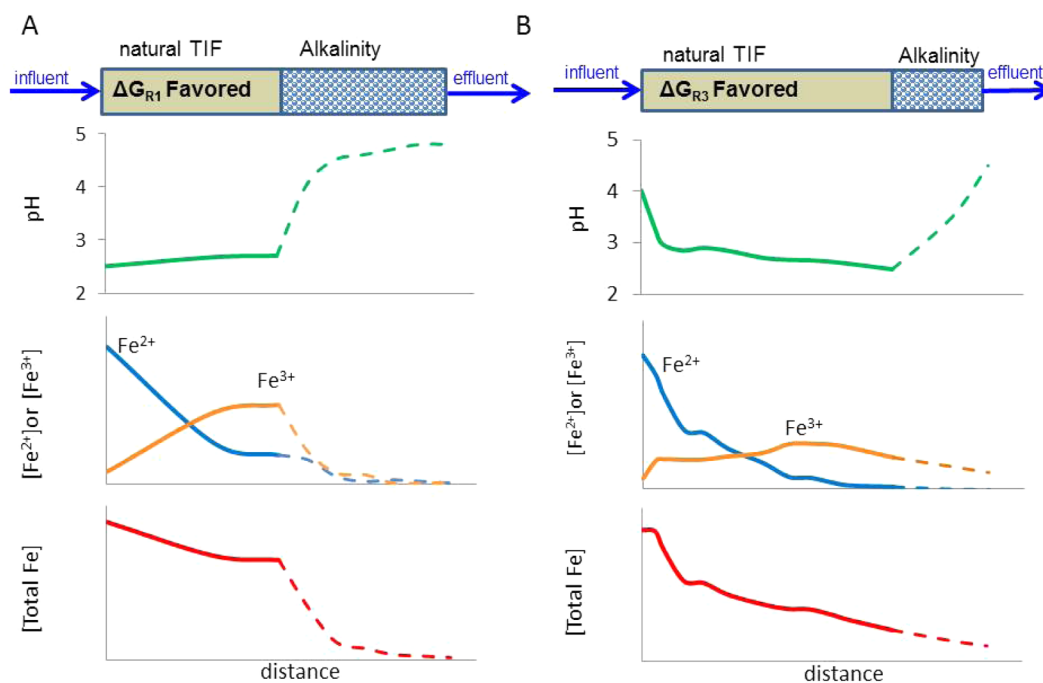 A
natural TIF
Alkalinity
influent
ΔG_R1 Favored
effluent
5
4
3
2
pH
Fe²⁺
Fe³⁺
[Fe²⁺]or [Fe³⁺]
[Total Fe]
distance
B
natural TIF
Alkalinity
influent
ΔG_R3 Favored
effluent
5
4
3
2
pH
Fe²⁺
Fe³⁺
[Fe²⁺]or [Fe³⁺]
[Total Fe]
distance